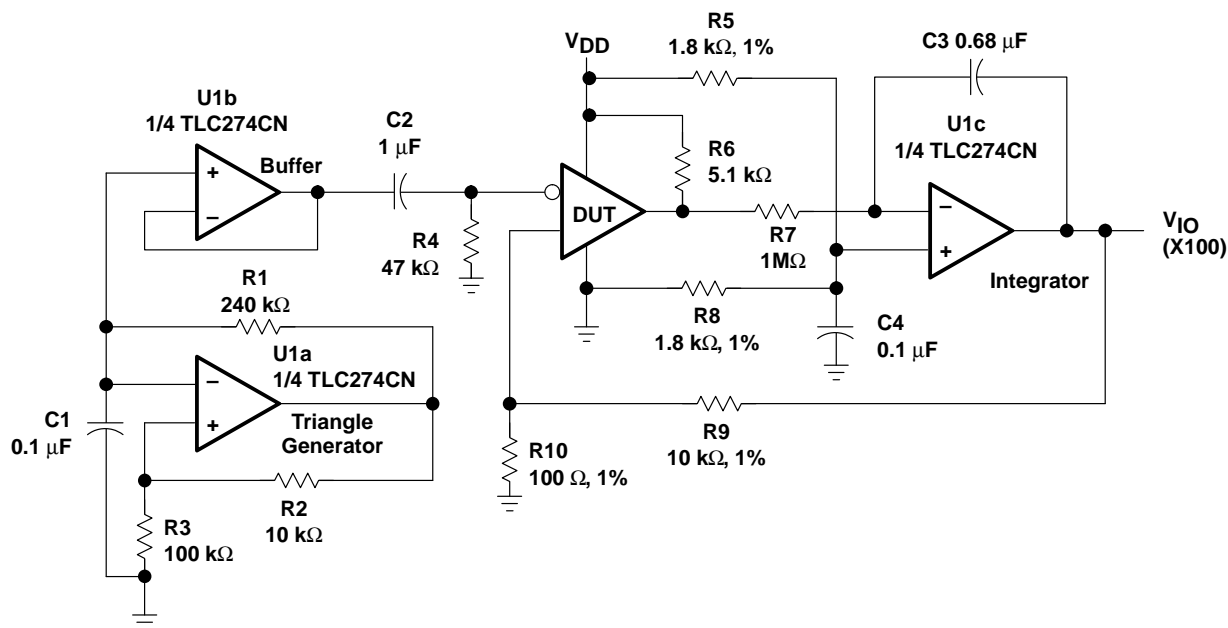 R5
1.8 kΩ, 1%
C3 0.68 μF
VDD
U1b
1/4 TLC274CN
C2
1 μF
U1c
1/4 TLC274CN
Buffer
R6
5.1 kΩ
+
−
DUT
−
+
VIO
(X100)
R4
47 kΩ
R7
1MΩ
Integrator
R1
240 kΩ
R8
1.8 kΩ, 1%
C4
0.1 μF
U1a
1/4 TLC274CN
−
+
C1
0.1 μF
Triangle
Generator
R9
10 kΩ, 1%
R10
100 Ω, 1%
R2
10 kΩ
R3
100 kΩ